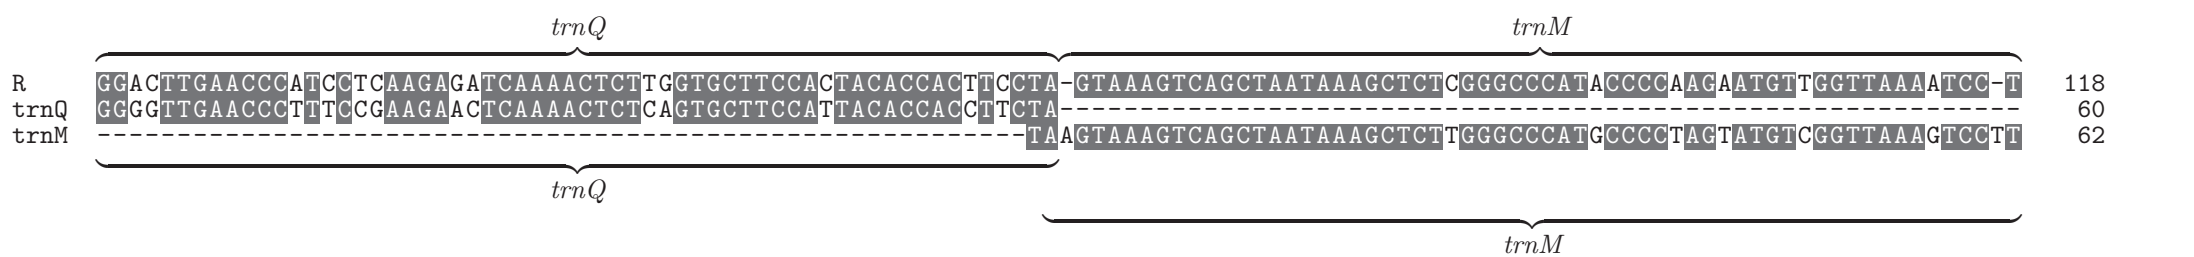 trnQ trnM
R GGACTTGAACCCATCCTCAAGAGATCAAAACTCTTGGTGCTTCCACTACACCACTTCCTA-GTAAAGTCAGCTAATAAAGCTCTCGGGCCCATACCCCAAGAATGTTGGTTAAAATCC-T 118
trnQ GGGGTTGAACCCTTTCCGAAGAACTCAAAACTCTCAGTGCTTCCATTACACCACCTTCTA------------------------------------------------------------ 60
trnM ----------------------------------------------------------TAAGTAAAGTCAGCTAATAAAGCTCTTGGGCCCATGCCCCTAGTATGTCGGTTAAAGTCCTT 62
trnQ
trnM